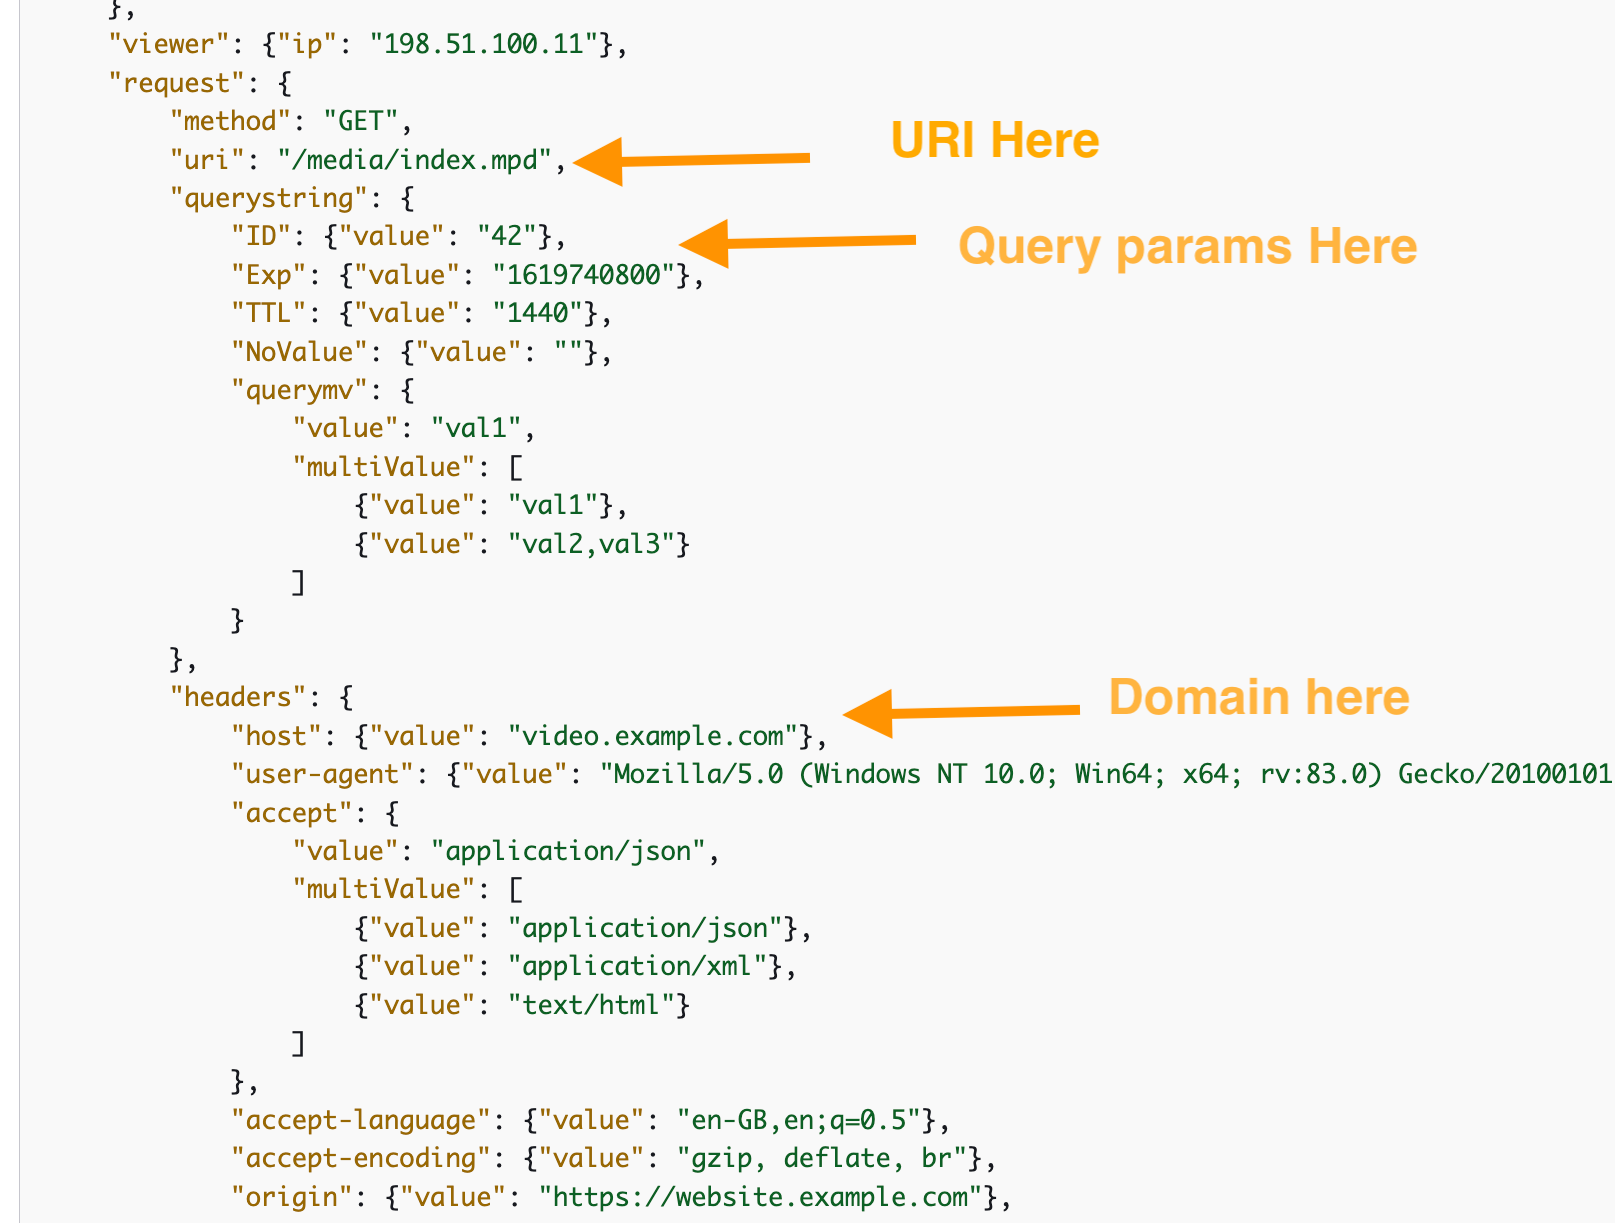 },
"viewer": {"ip": "198.51.100.11"},
"request": {
"method": "GET",
URI Here
"uri": "/media/index.mpd",
"querystring": {
"ID": {"value": "42"},
Query params Here
"Exp": {"value": "1619740800"},
"TTL": {"value": "1440"},
"NoValue": {"value": ""},
"querymv": {
"value": "val1",
"multiValue": [
{"value": "val1"},
{"value": "val2,val3"}
]
}
},
"headers": {
Domain here
"host": {"value": "video.example.com"},
"user-agent": {"value": "Mozilla/5.0 (Windows NT 10.0; Win64; x64; rv:83.0) Gecko/20100101
"accept": {
"value": "application/json",
"multiValue": [
{"value": "application/json"},
{"value": "application/xml"},
{"value": "text/html"}
]
},
"accept-language": {"value": "en-GB,en;q=0.5"},
"accept-encoding": {"value": "gzip, deflate, br"},
"origin": {"value": "https://website.example.com"},